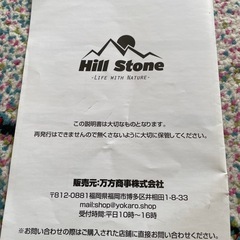 Hill Stone
-LIFE WITH NATURE-
この説明書は大切なものとなります。
再発行はできませんので無くさないように大切に保管してください。
販売元:万方商事株式会社
〒812-0881福岡県福岡市博多区井相田1-8-33
mail:shop@yokaro.shop
受付時間:平日10時～16時
※お問い合わせの際はご購入された店舗に直接お問い合わせください。